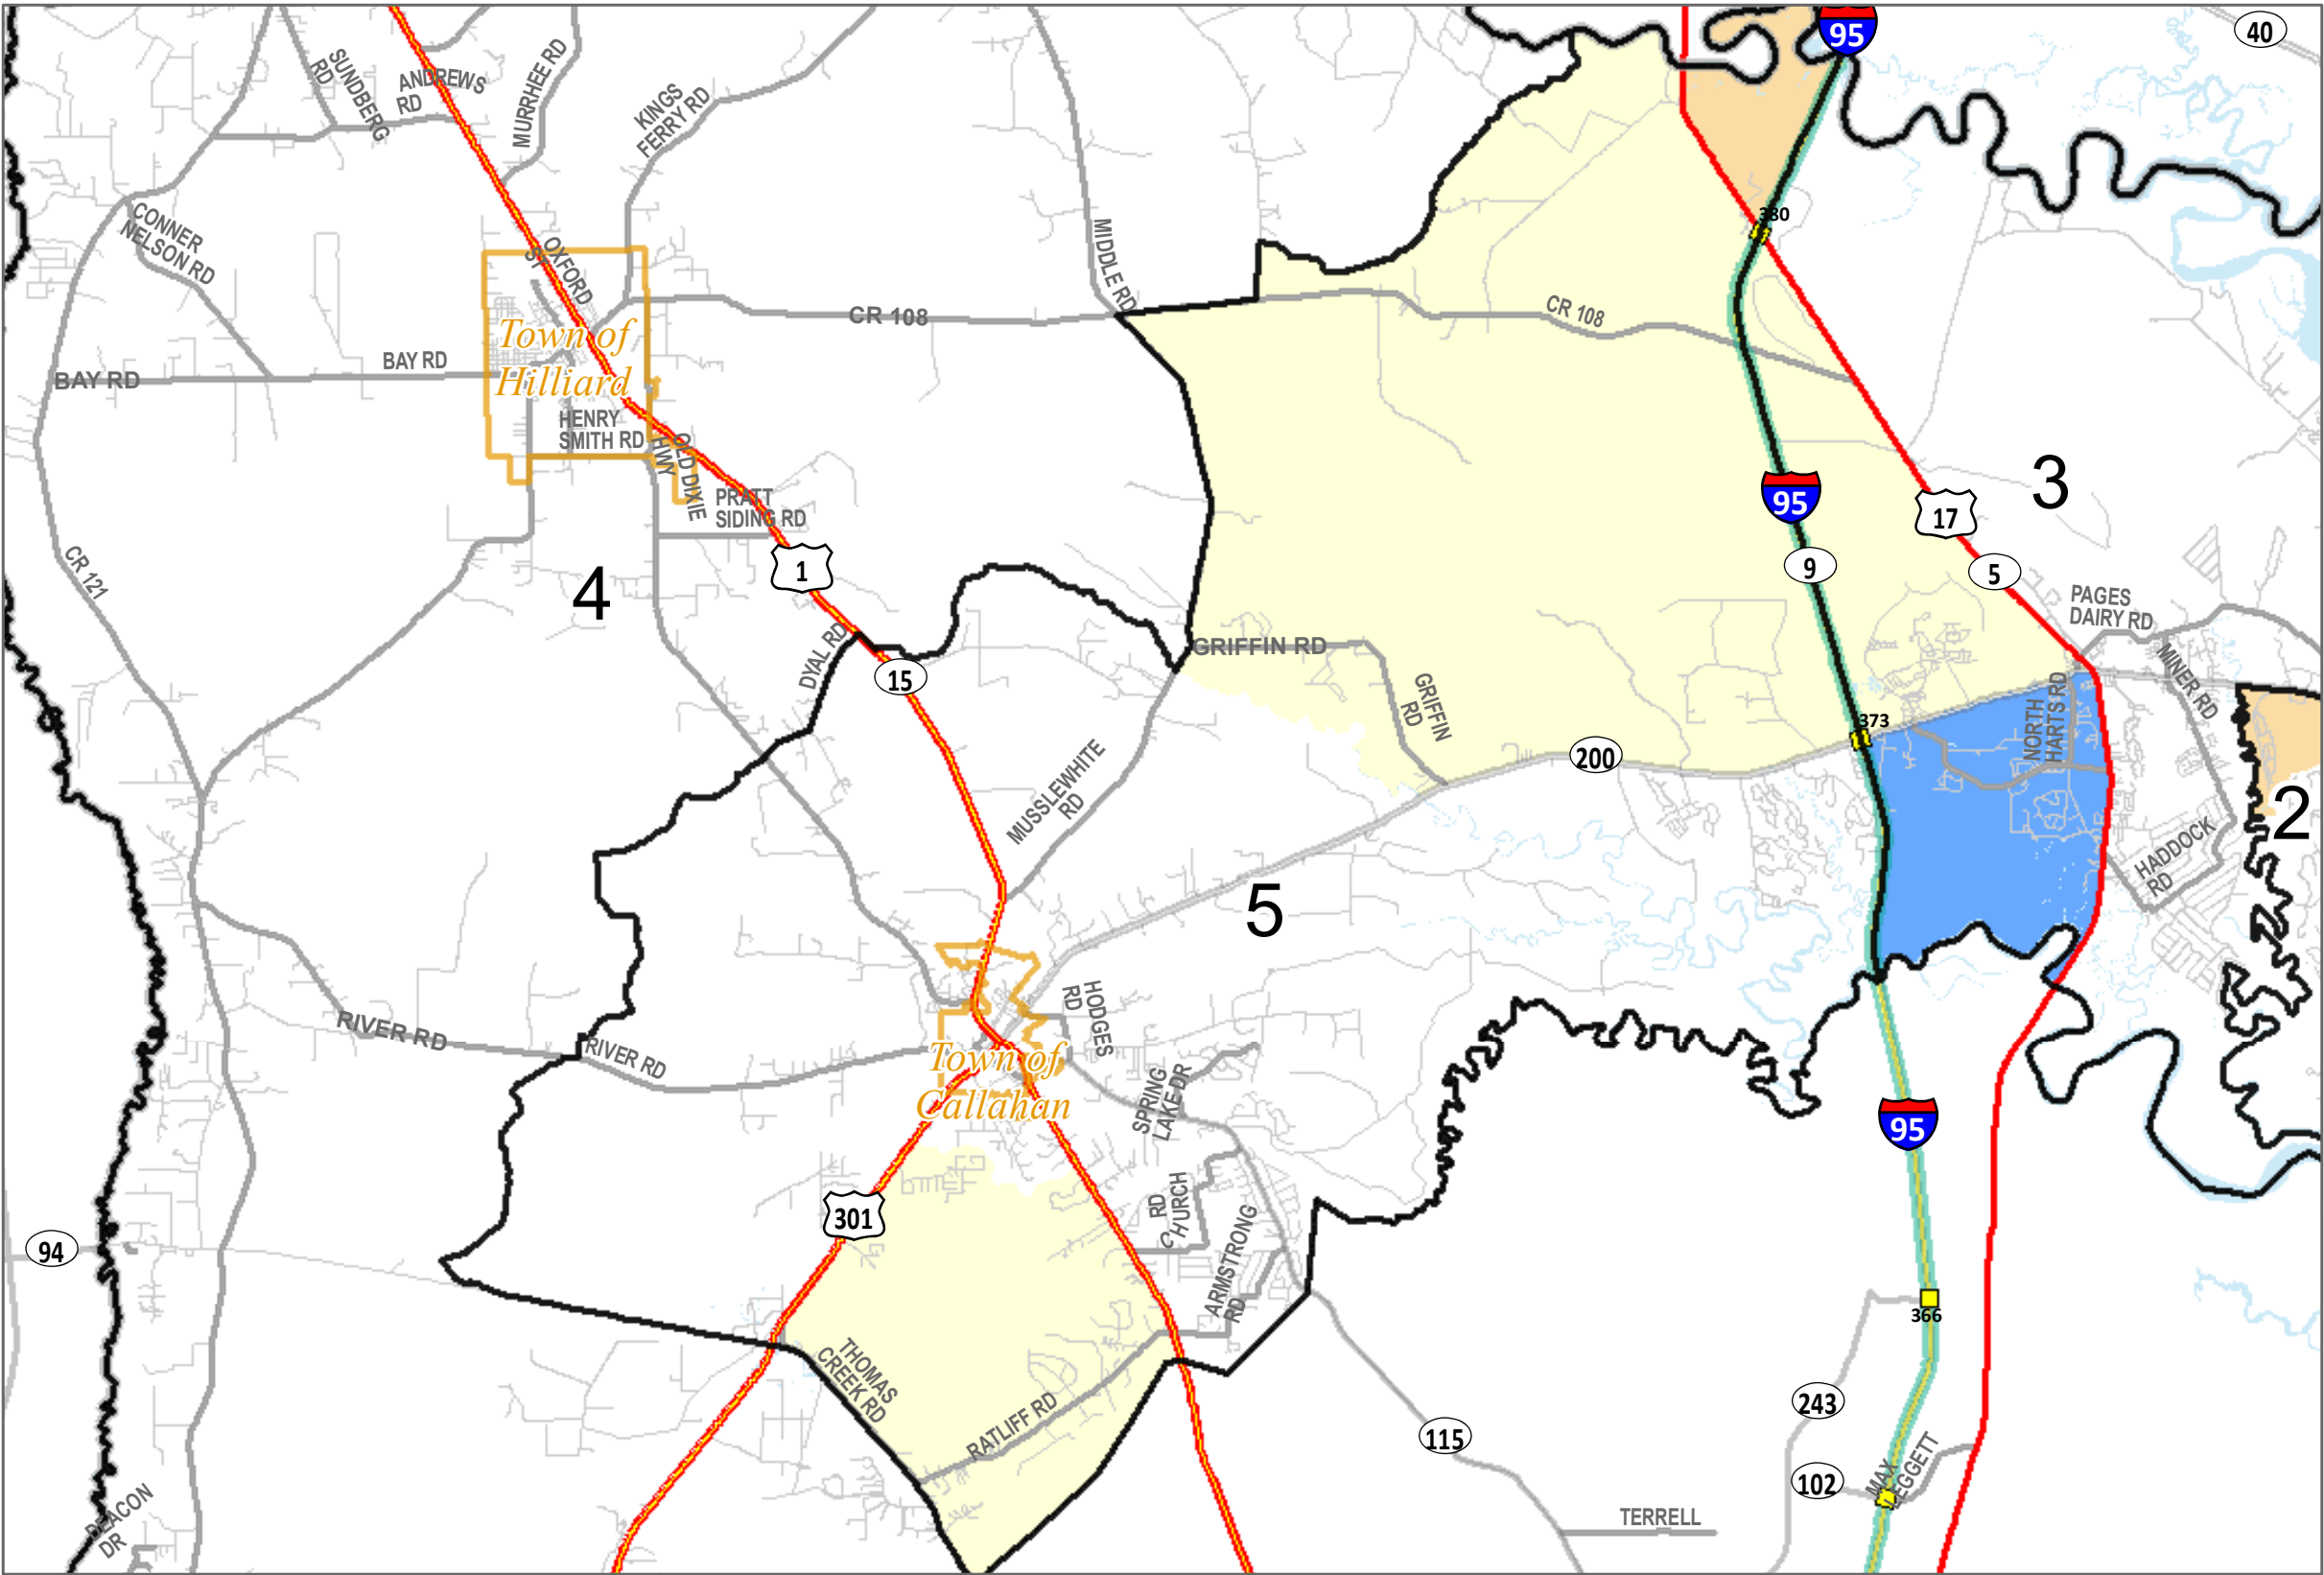 95
40
SUNDBERG
RD
ANDREWS
RD
MURRHEE RD
KINGS
FERRY RD
CONNER
NELSON RD
OXFORD
ST
MIDDLE RD
380
CR 108
CR 108
Town of
Hilliard
BAY RD
BAY RD
HENRY
SMITH RD
OLD DIXIE
HWY
PRATT
SIDING RD
95
17
3
9
5
1
4
CR 121
PAGES
DAIRY RD
DYAL RD
15
GRIFFIN RD
GRIFFIN
RD
MINER RD
NORTH
HARTS RD
373
200
MUSSLEWHITE
RD
2
HADDOCK
RD
5
RIVER RD
RIVER RD
HODGES
RD
Town of
Callahan
SPRING
LAKE DR
95
301
CHURCH
RD
ARMSTRONG
RD
94
366
THOMAS
CREEK RD
RATLIFF RD
243
115
102
MAX
LEGGETT
TERRELL
DEACON
DR